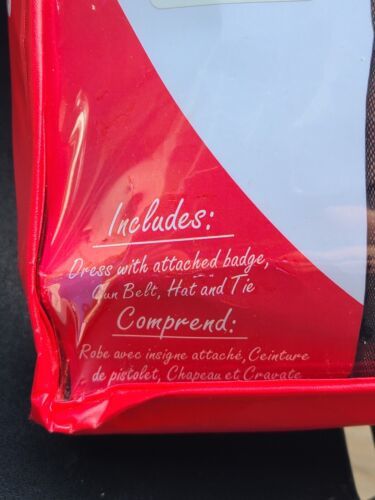 Includes:
Dress with attached badge,
Gun Belt, Hat and Tie
Comprend:
Robe avec insigne attaché, Ceinture
de pistolet, Chapeau et Cravate